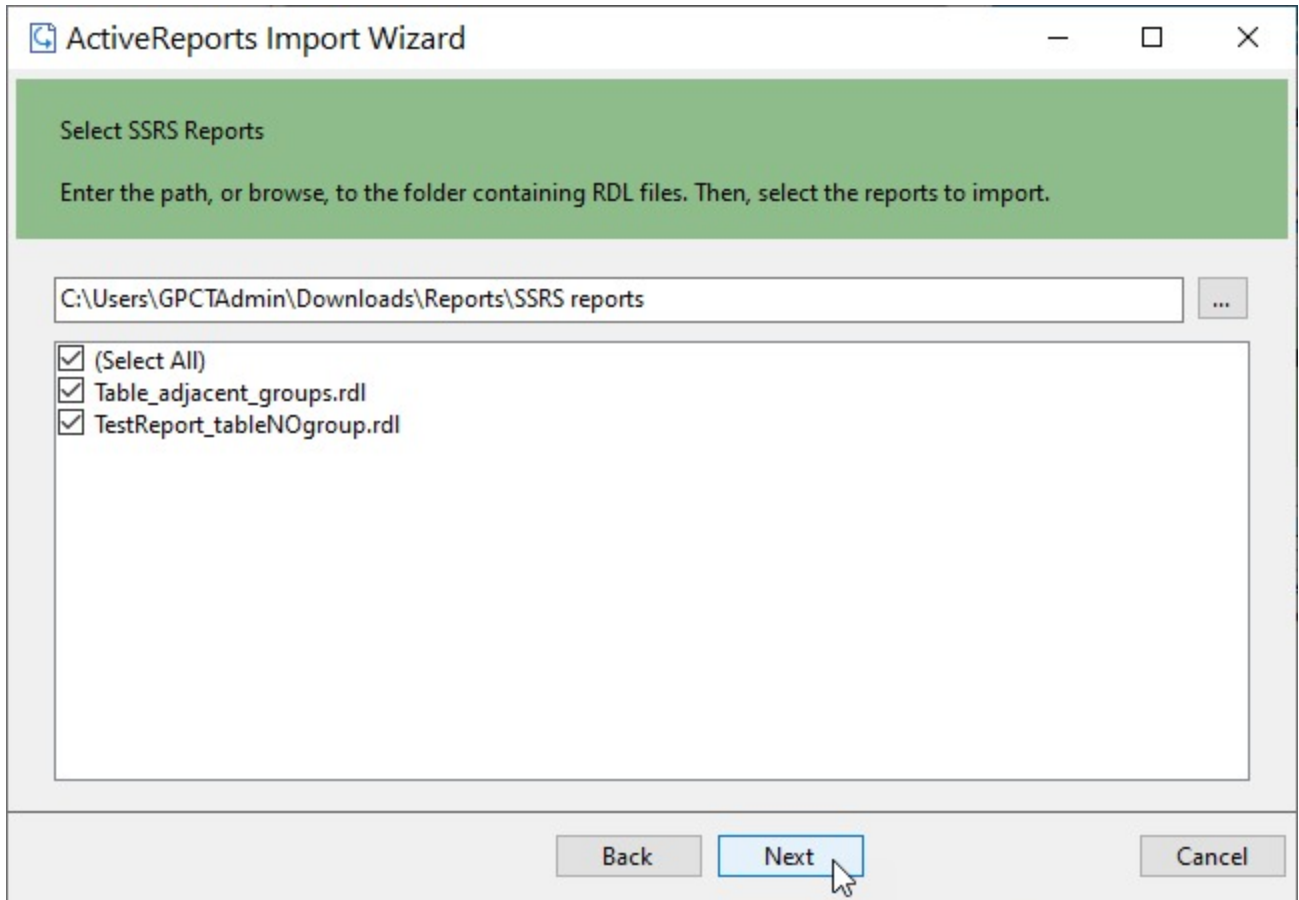 ActiveReports Import Wizard
Select SSRS Reports
Enter the path, or browse, to the folder containing RDL files. Then, select the reports to import.
C:\Users\GPCTAdmin\Downloads\Reports\SSRS reports
...
(Select All)
Table_adjacent_groups.rdl
TestReport_tableNOgroup.rdl
Back
Next
Cancel